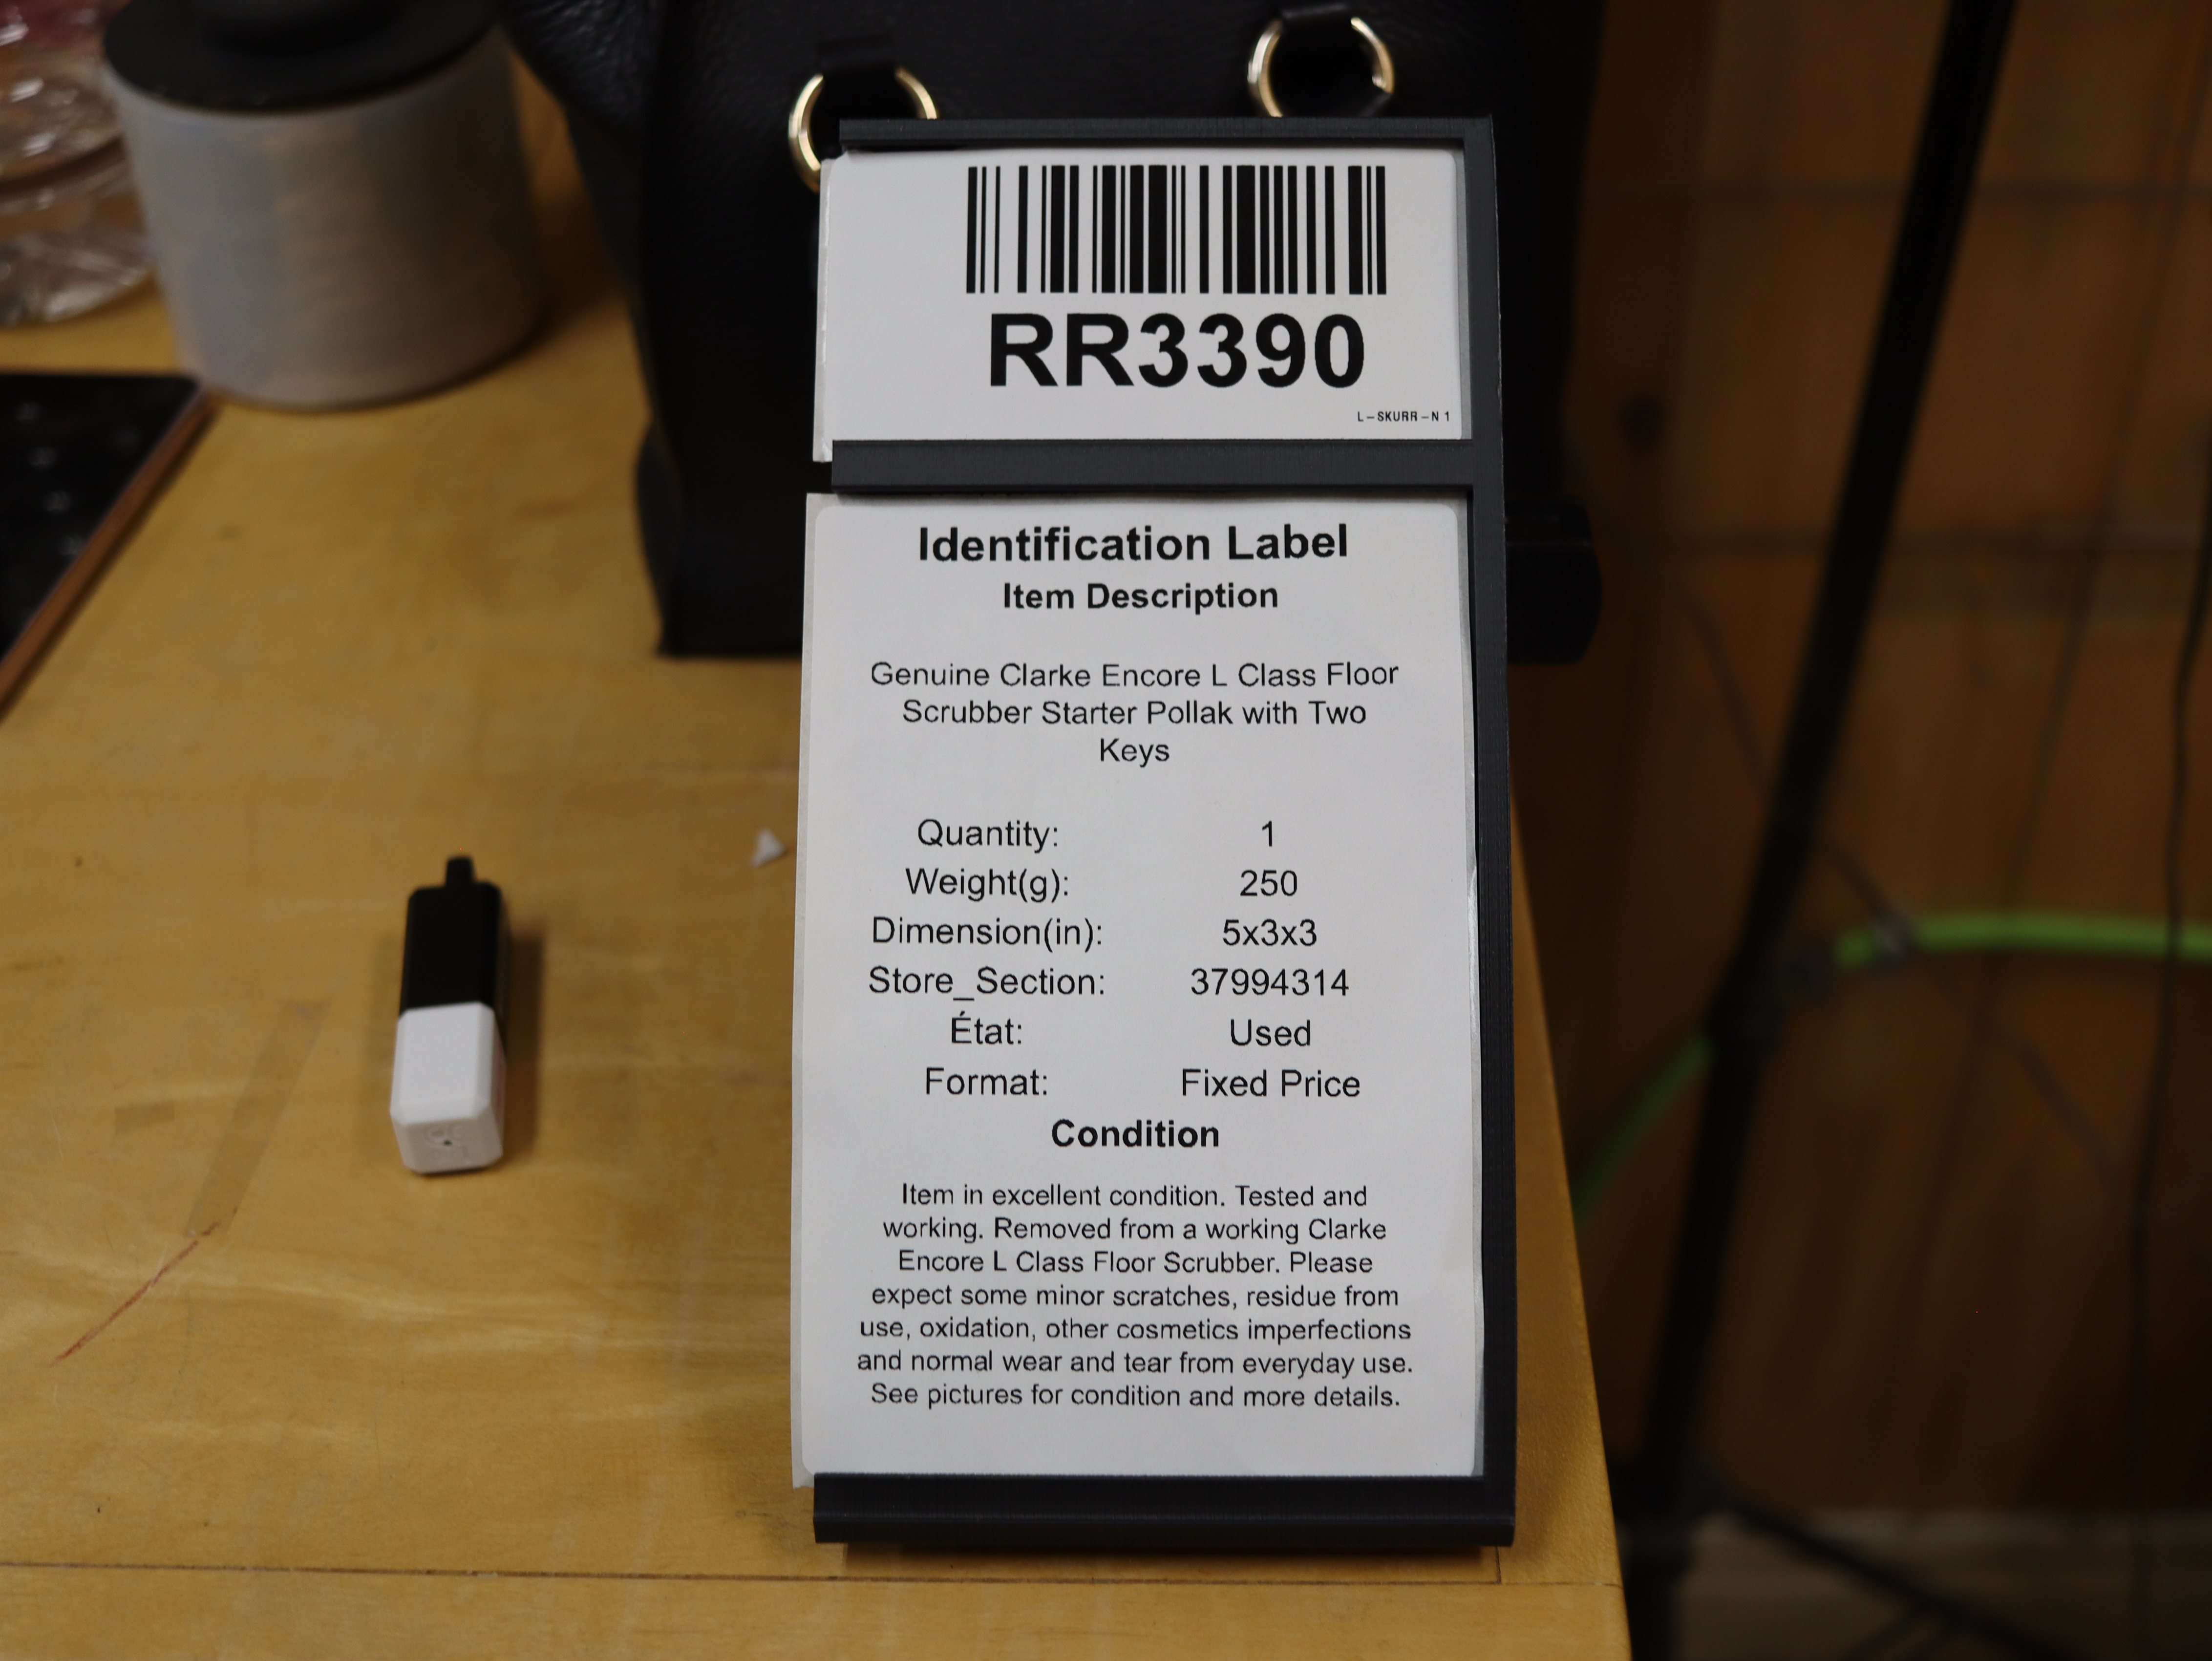 RR3390
L-SKURR-N 1
Identification Label
Item Description
Genuine Clarke Encore L Class Floor
Scrubber Starter Pollak with Two
Keys
Quantity: 1
Weight(g): 250
Dimension(in): 5x3x3
Store_Section: 37994314
État: Used
Format: Fixed Price
Condition
Item in excellent condition. Tested and
working. Removed from a working Clarke
Encore L Class Floor Scrubber. Please
expect some minor scratches, residue from
use, oxidation, other cosmetics imperfections
and normal wear and tear from everyday use.
See pictures for condition and more details.